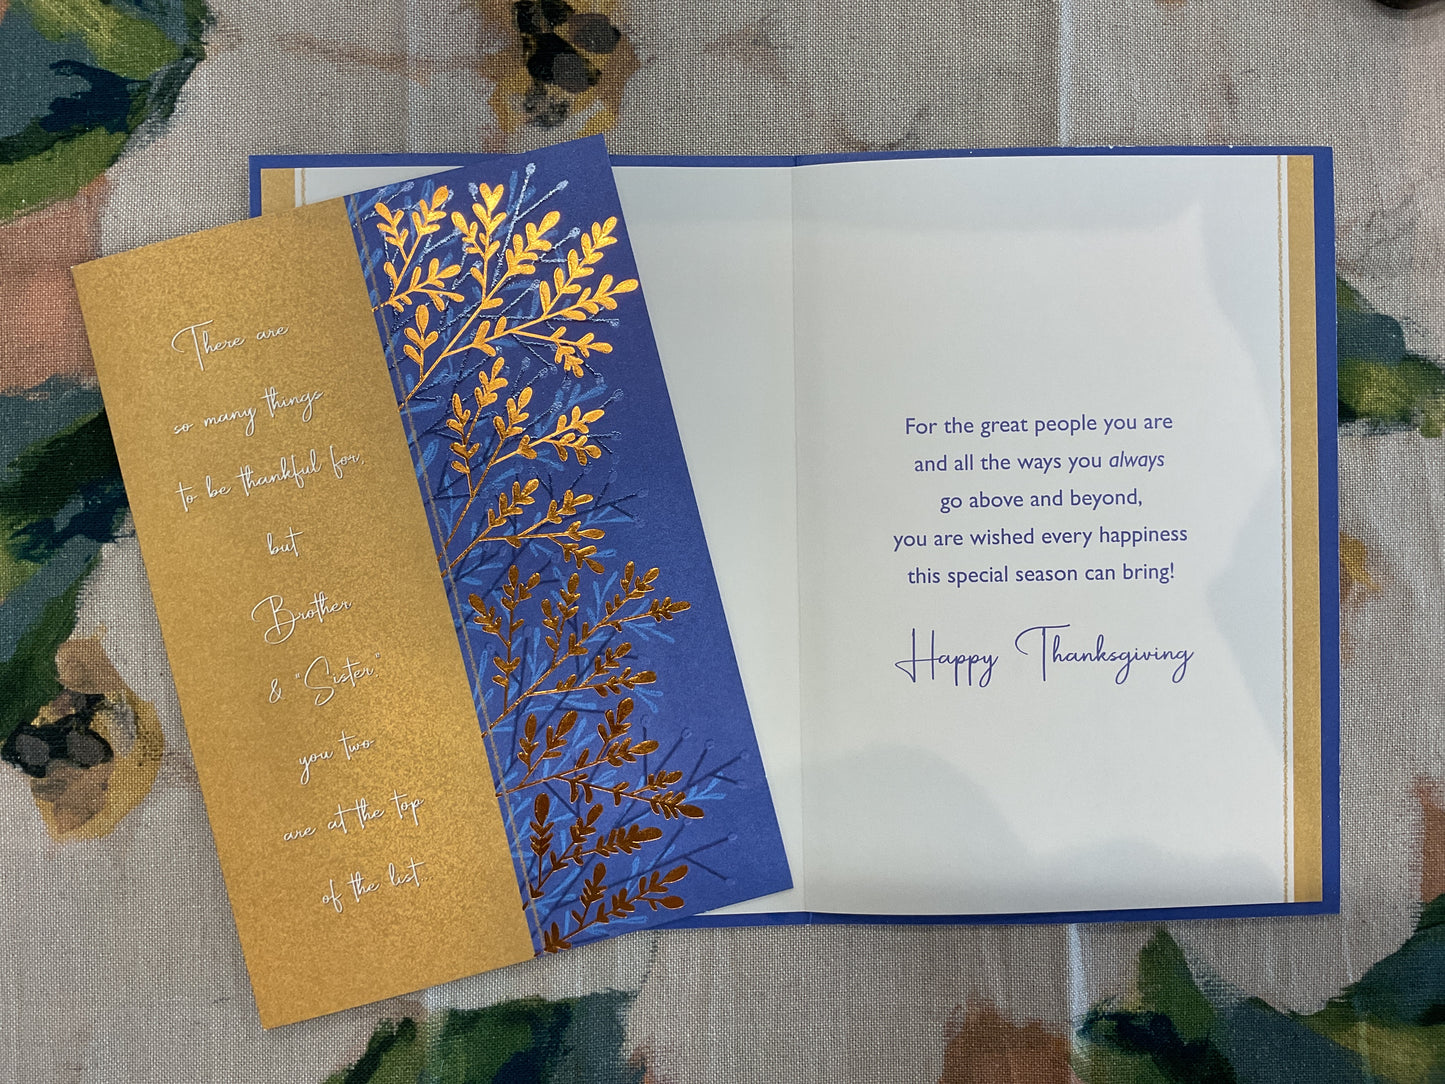 There are
so many things
to be thankful for,
but
Brother
& "Sister,"
you two
are at the top
of the list..
For the great people you are
and all the ways you always
go above and beyond,
you are wished every happiness
this special season can bring!
Happy Thanksgiving